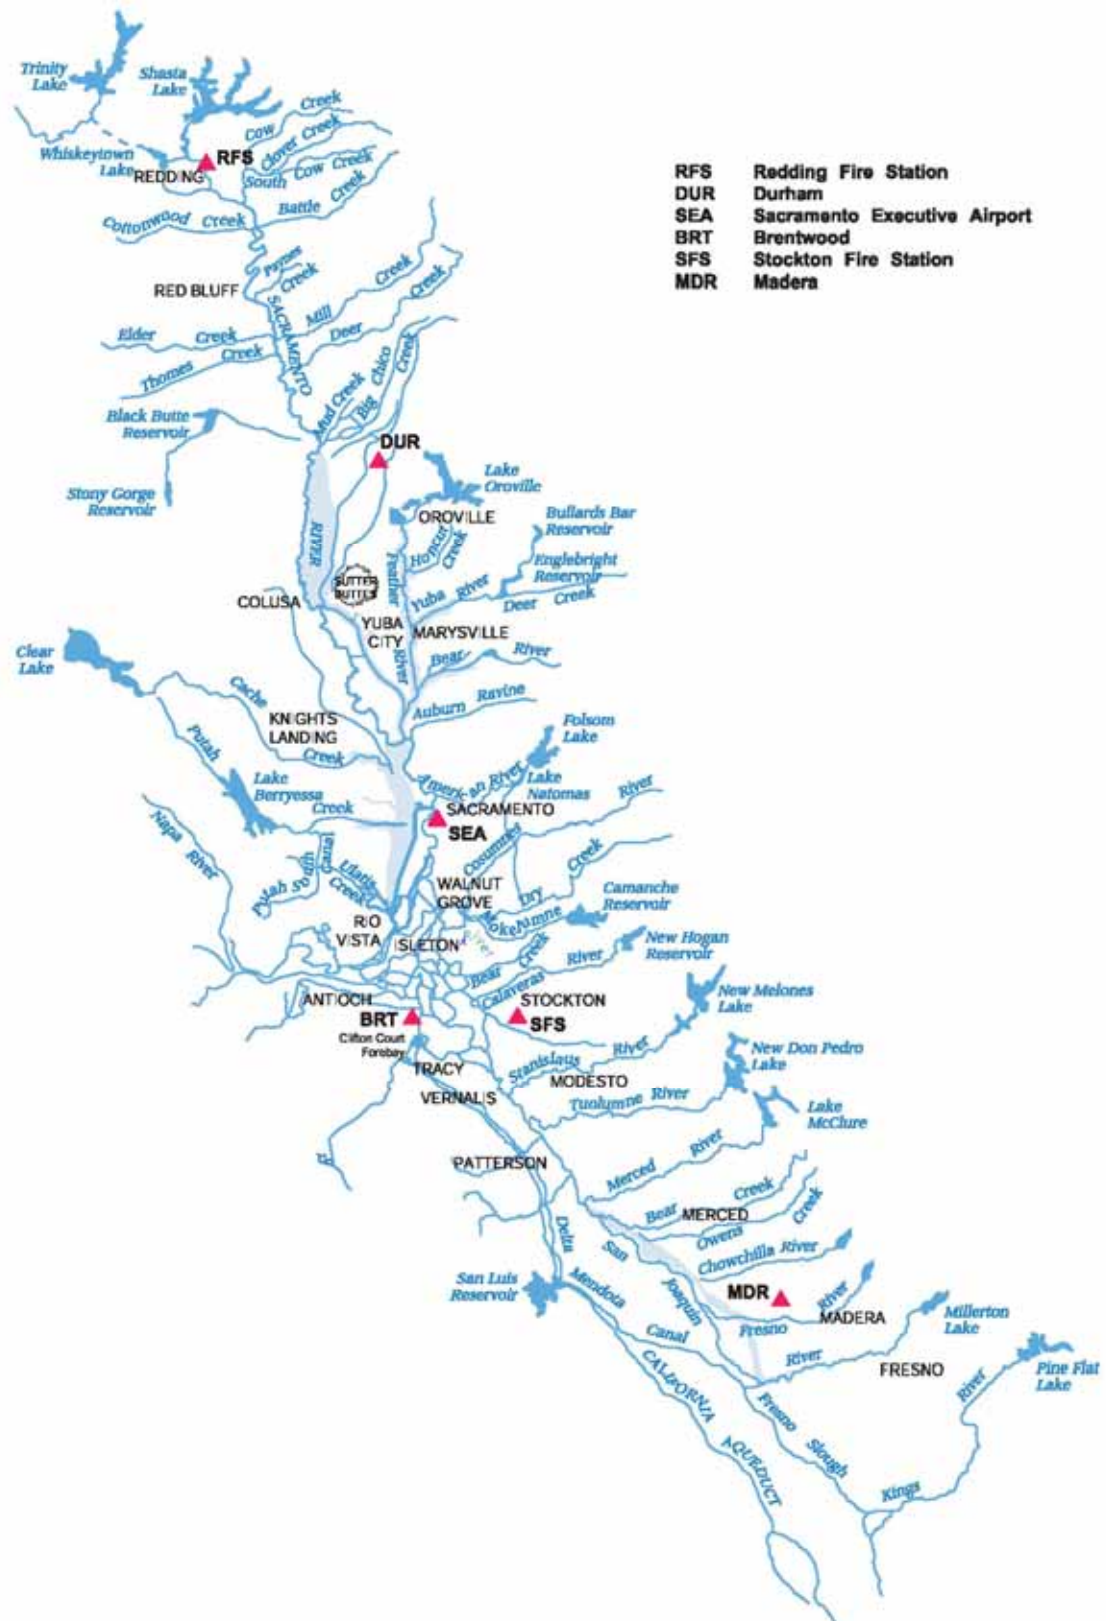 Trinity
Lake
Shasta
Lake
Cow Creek
Clover Creek
South Cow Creek
Whiskeytown
Lake
RFS
REDDING
Battle Creek
Cottonwood Creek
Paynes
Creek
RED BLUFF
SACRAMENTO
Mill Creek
Deer Creek
Elder Creek
Thomes Creek
Mud Creek
Big Chico Creek
Black Butte
Reservoir
Stony Gorge
Reservoir
DUR
Lake
Oroville
OROVILLE
Bullards Bar
Reservoir
RIVER
Feather
Honcut
Creek
Englebright
Reservoir
SUTTER
BUTTES
COLUSA
Yuba River
Deer Creek
YUBA
CITY
MARYSVILLE
River
Bear River
Clear
Lake
Cache
KNIGHTS
LANDING
Creek
Auburn Ravine
Folsom
Lake
Putah
Lake
Berryessa
Creek
American River
Lake
Natomas
SACRAMENTO
SEA
River
Cosumnes
Napa River
Putah South
Canal
Ulatis
Creek
WALNUT
GROVE
Dry Creek
Camanche
Reservoir
Mokelumne
River
RIO
VISTA
ISLETON
New Hogan
Reservoir
Bear Creek
Calaveras River
ANTIOCH
STOCKTON
BRT
SFS
New Melones
Lake
Clifton Court
Forebay
TRACY
Stanislaus River
MODESTO
New Don Pedro
Lake
VERNALIS
Tuolumne River
Lake
McClure
PATTERSON
Merced River
Bear Creek
MERCED
Owens Creek
Delta
San
Chowchilla River
San Luis
Reservoir
Mendota
Joaquin
MDR
River
MADERA
Fresno
Millerton
Lake
Canal
River
FRESNO
CALIFORNIA
Pine Flat
Lake
River
Fresno
Slough
AQUEDUCT
Kings
RFS Redding Fire Station
DUR Durham
SEA Sacramento Executive Airport
BRT Brentwood
SFS Stockton Fire Station
MDR Madera